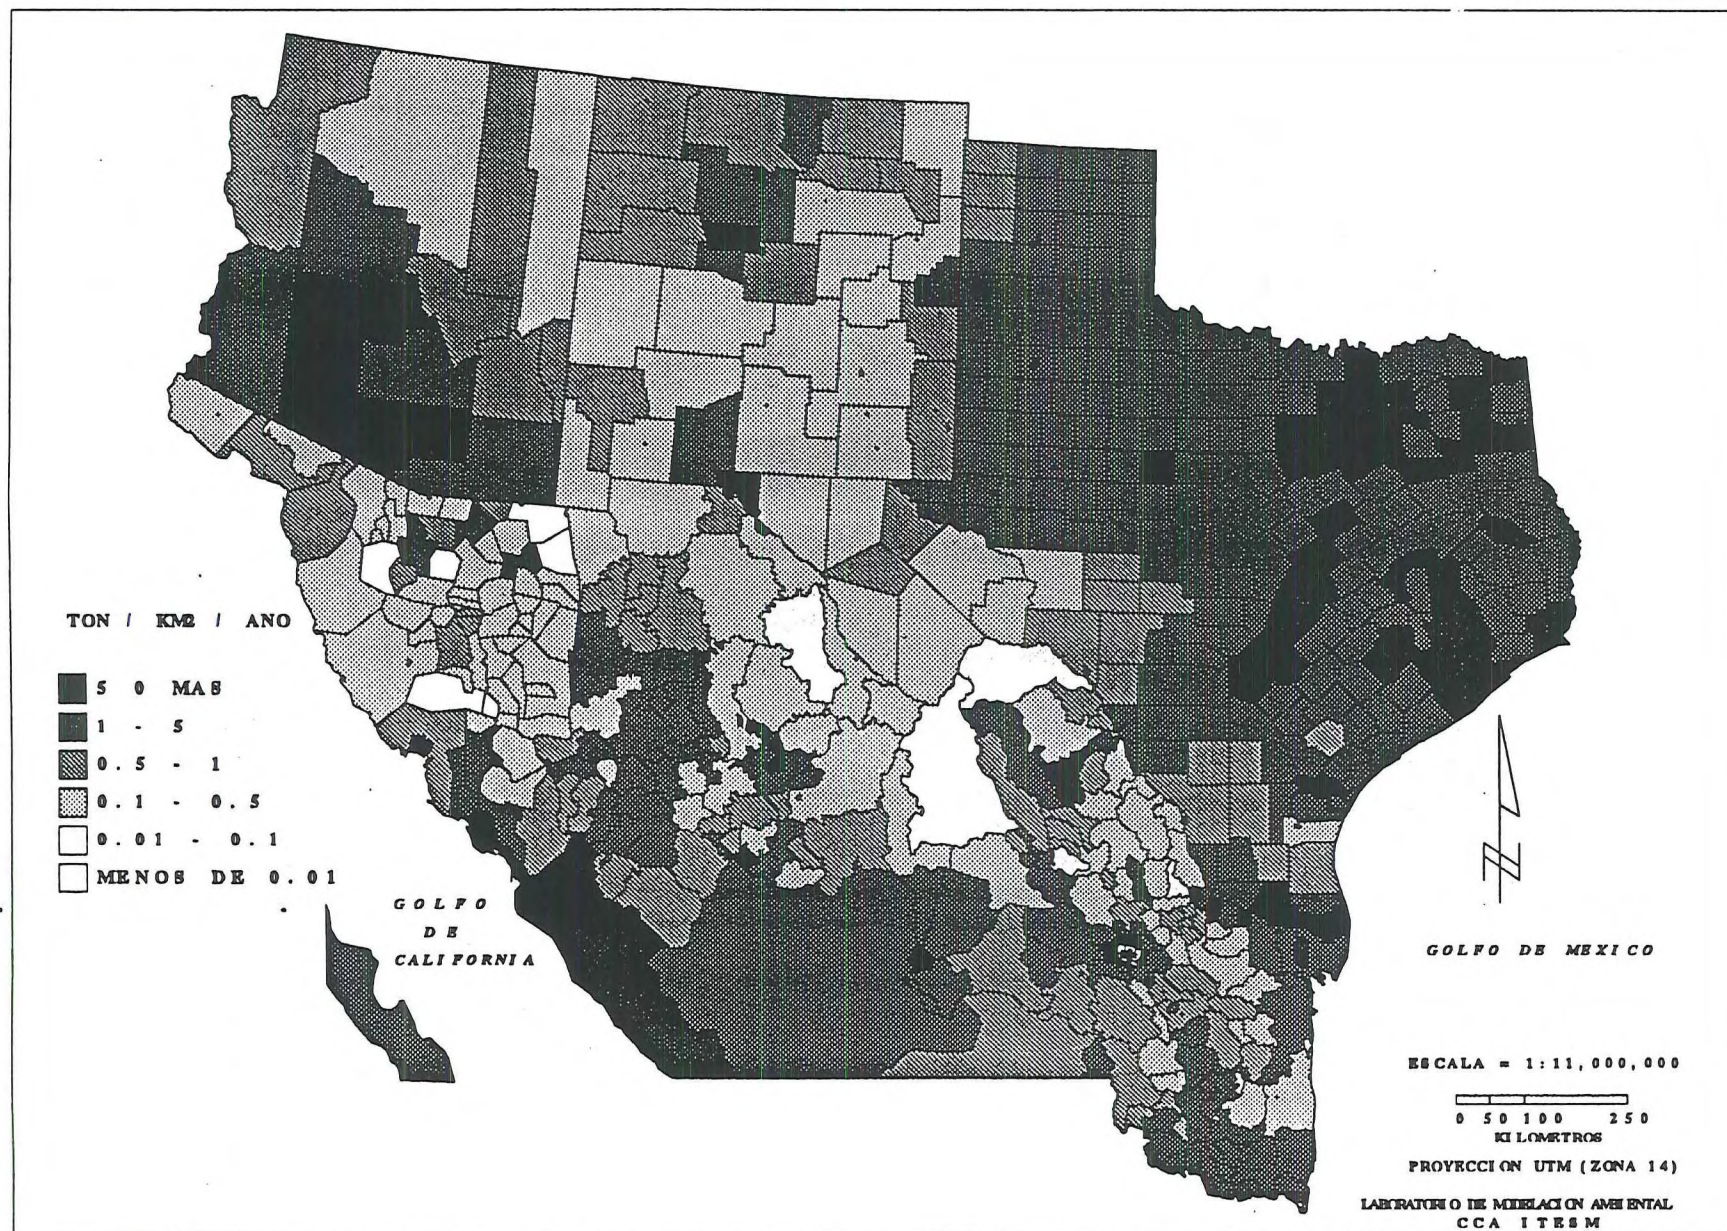 TON / KM2 / ANO
5 O MAS
1 - 5
0.5 - 1
0.1 - 0.5
0.01 - 0.1
MENOS DE 0.01
GOLFO
DE
CALIFORNIA
GOLFO DE MEXICO
ESCALA = 1:11,000,000
0 50 100 250
KILOMETROS
PROYECCION UTM (ZONA 14)
LABORATORIO DE MODELACION AMBIENTAL
CCA ITESM